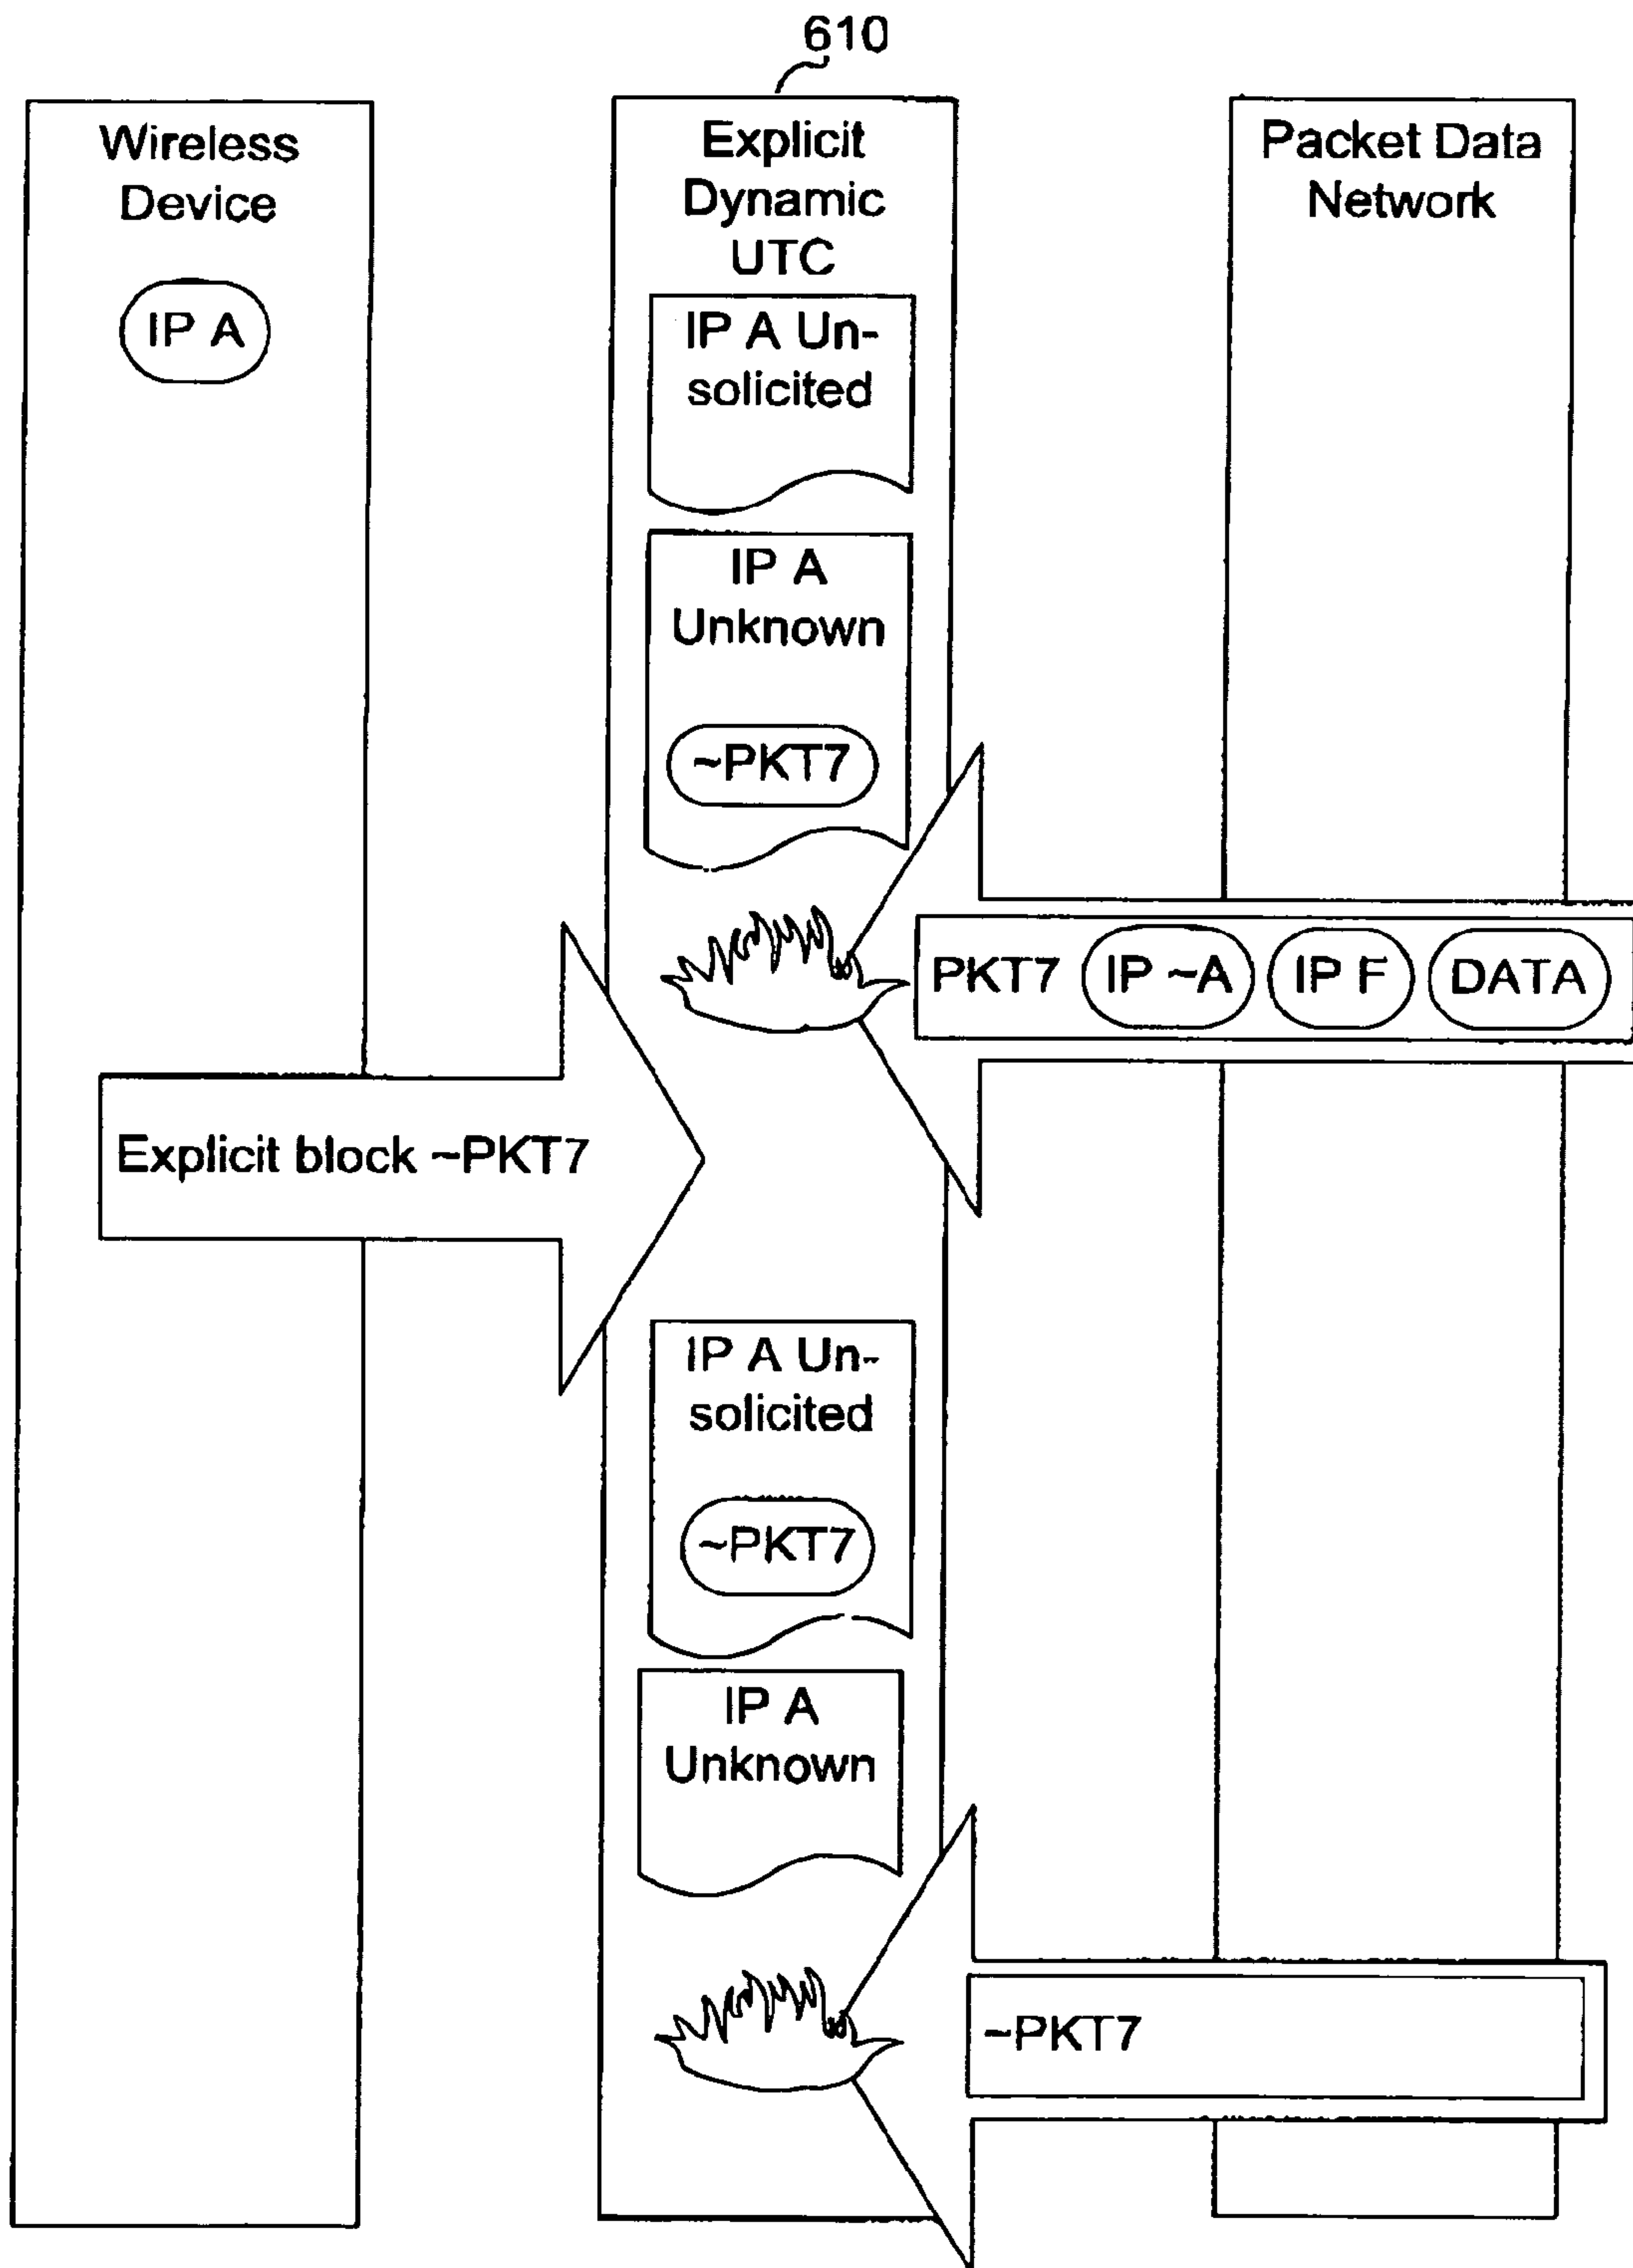 610
Wireless
Device
IP A
Explicit
Dynamic
UTC
IP A Un-
solicited
IP A
Unknown
~PKT7
Packet Data
Network
PKT7 IP ~A IP F DATA
Explicit block ~PKT7
IP A Un-
solicited
~PKT7
IP A
Unknown
~PKT7